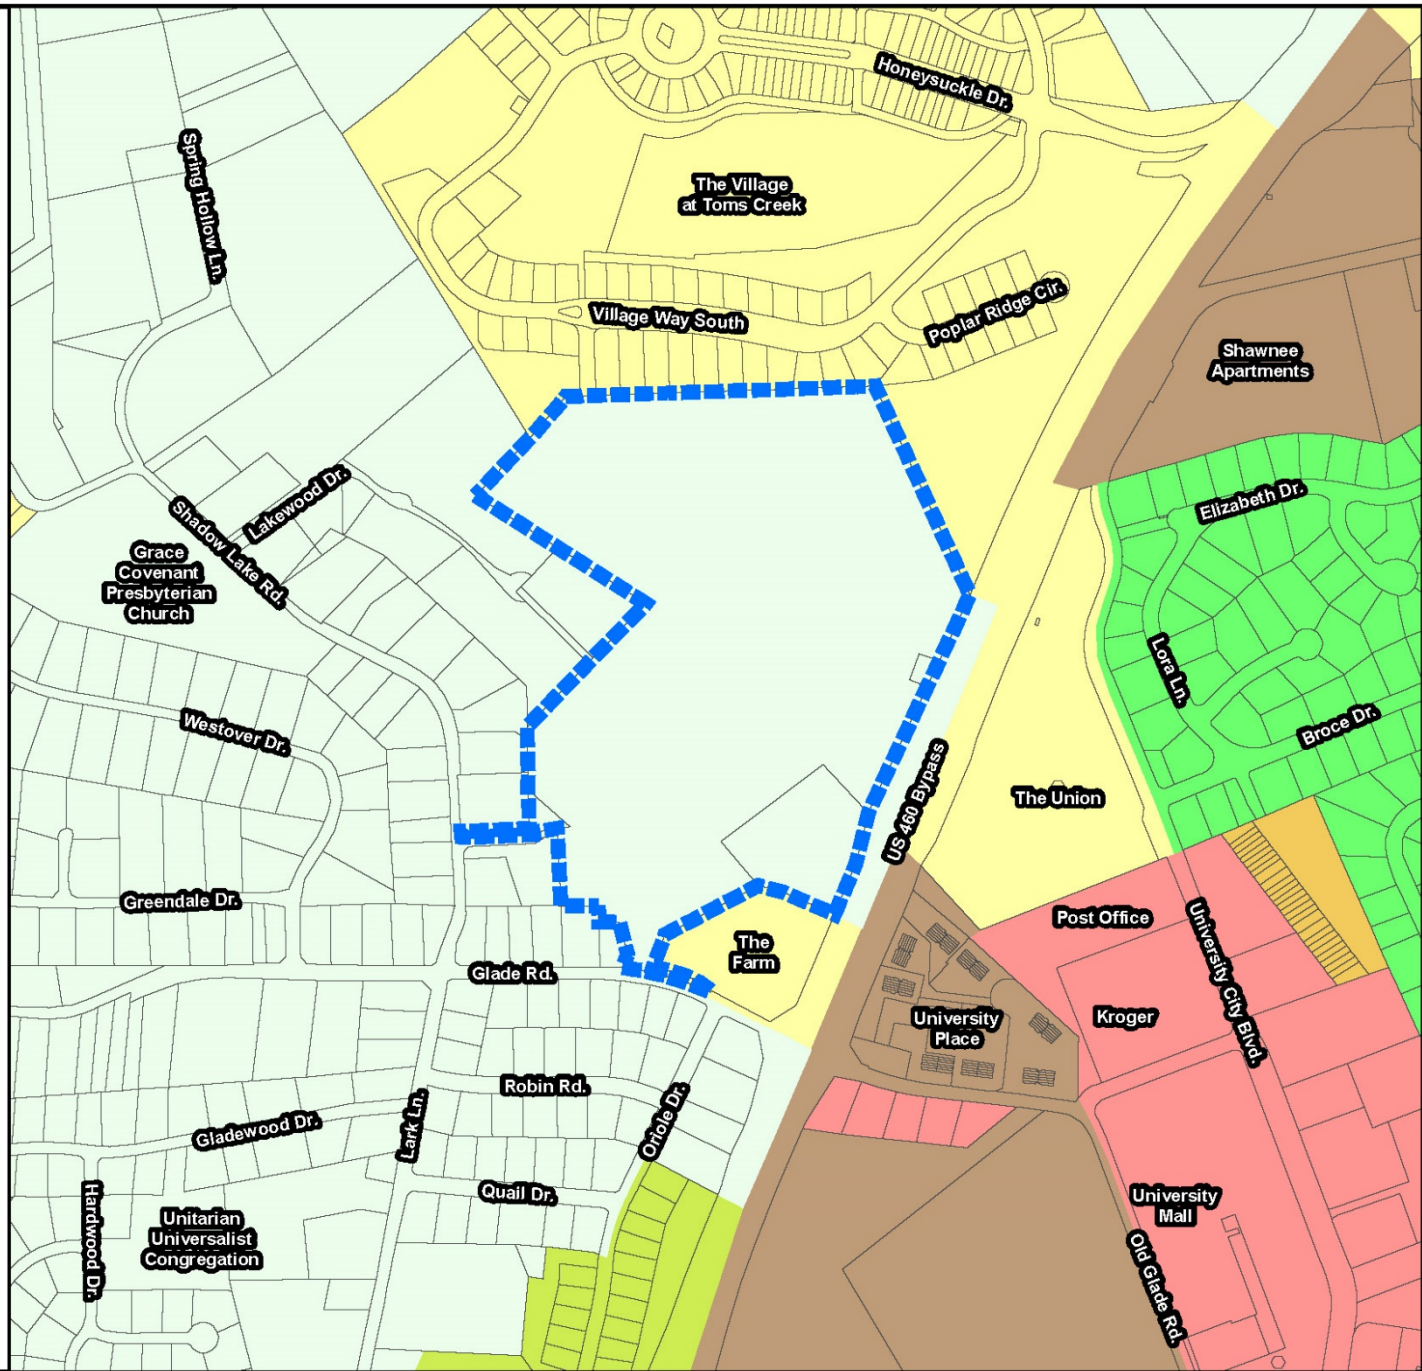 Honeysuckle Dr.
Spring Hollow Ln.
The Village
at Toms Creek
Village Way South
Poplar Ridge Cir.
Shawnee
Apartments
Lakewood Dr.
Elizabeth Dr.
Shadow Lake Rd.
Grace
Covenant
Presbyterian
Church
Lora Ln.
Westover Dr.
Broce Dr.
US 460 Bypass
The Union
Greendale Dr.
Post Office
University City Blvd.
The
Farm
Glade Rd.
University
Place
Kroger
Robin Rd.
Oriole Dr.
Gladewood Dr.
Lark Ln.
Quail Dr.
Hardwood Dr.
Unitarian
Universalist
Congregation
University
Mall
Old Glade Rd.